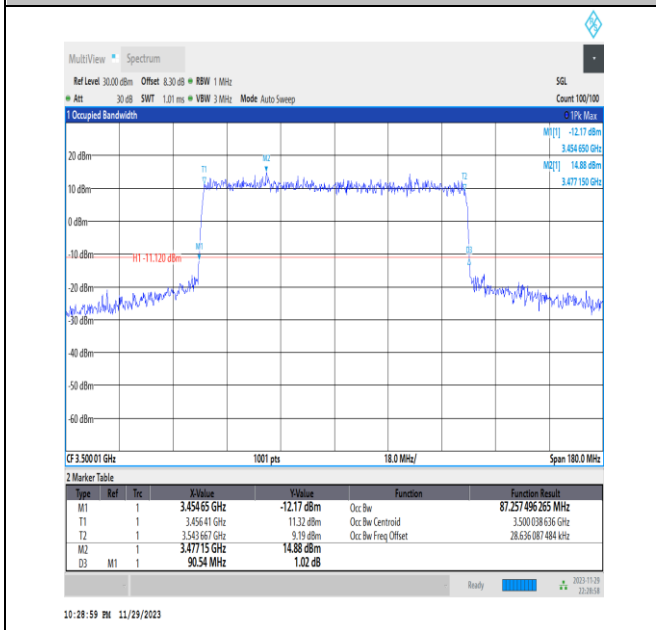 MultiView Spectrum
Ref Level 30.00 dBm Offset 8.30 dB RBW 1 MHz SGL
Att 30 dB SWT 1.01 ms VBW 3 MHz Mode Auto Sweep Count 100/100
1 Occupied Bandwidth 1Pk Max
M1[1] -12.17 dBm
3.454 650 GHz
M2[1] 14.88 dBm
3.477 150 GHz
20 dBm
M2
T1
T2
10 dBm
0 dBm
M1
D3
-10 dBm
H1 -11.120 dBm
-20 dBm
-30 dBm
-40 dBm
-50 dBm
-60 dBm
CF 3.500 01 GHz 1001 pts 18.0 MHz/ Span 180.0 MHz
2 Marker Table
Type Ref Trc X-Value Y-Value Function Function Result
M1 1 3.454 65 GHz -12.17 dBm Occ Bw 87.257 496 265 MHz
T1 1 3.456 41 GHz 11.32 dBm Occ Bw Centroid 3.500 038 636 GHz
T2 1 3.543 667 GHz 9.19 dBm Occ Bw Freq Offset 28.636 087 484 kHz
M2 1 3.477 15 GHz 14.88 dBm
D3 M1 1 90.54 MHz 1.02 dB
Ready 2023-11-29
22:28:58
10:28:59 PM 11/29/2023